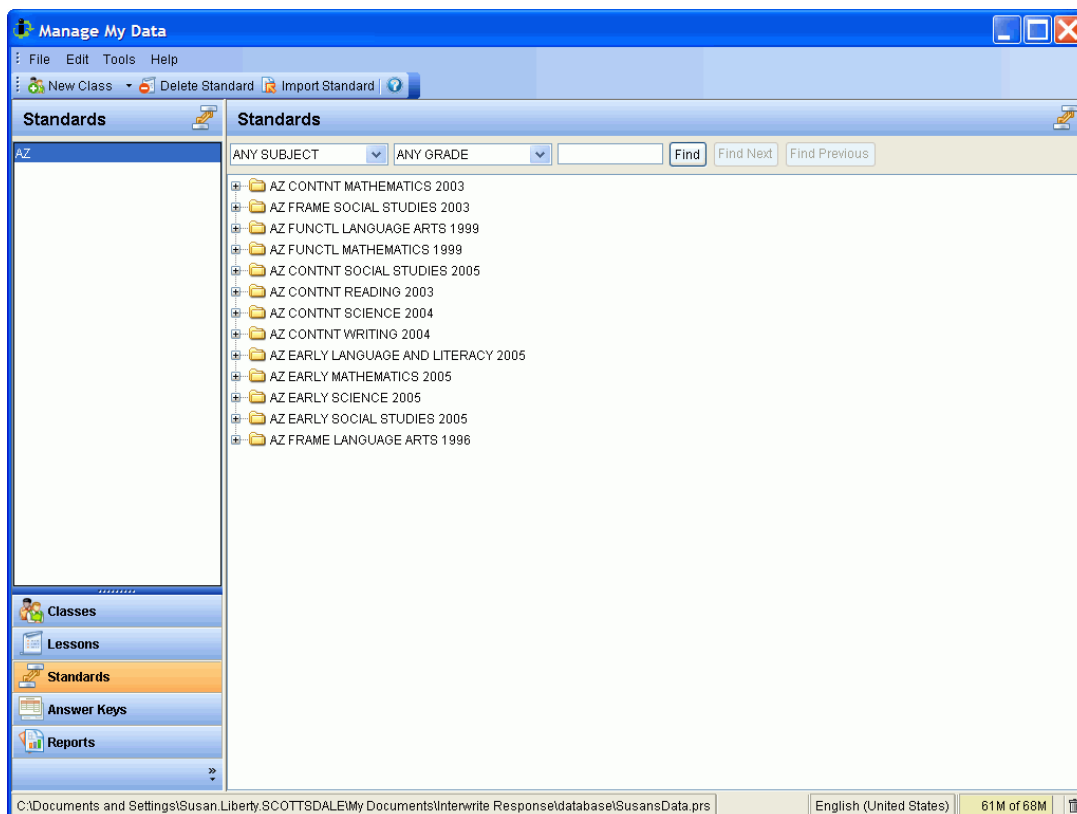 Manage My Data
File Edit Tools Help
New Class Delete Standard Import Standard
Standards
Standards
AZ
ANY SUBJECT ANY GRADE Find Find Next Find Previous
AZ CONTNT MATHEMATICS 2003
AZ FRAME SOCIAL STUDIES 2003
AZ FUNCTL LANGUAGE ARTS 1999
AZ FUNCTL MATHEMATICS 1999
AZ CONTNT SOCIAL STUDIES 2005
AZ CONTNT READING 2003
AZ CONTNT SCIENCE 2004
AZ CONTNT WRITING 2004
AZ EARLY LANGUAGE AND LITERACY 2005
AZ EARLY MATHEMATICS 2005
AZ EARLY SCIENCE 2005
AZ EARLY SOCIAL STUDIES 2005
AZ FRAME LANGUAGE ARTS 1996
Classes
Lessons
Standards
Answer Keys
Reports
C:\Documents and Settings\Susan.Liberty.SCOTTSDALE\My Documents\Interwrite Response\database\SusansData.prs English (United States) 61M of 68M